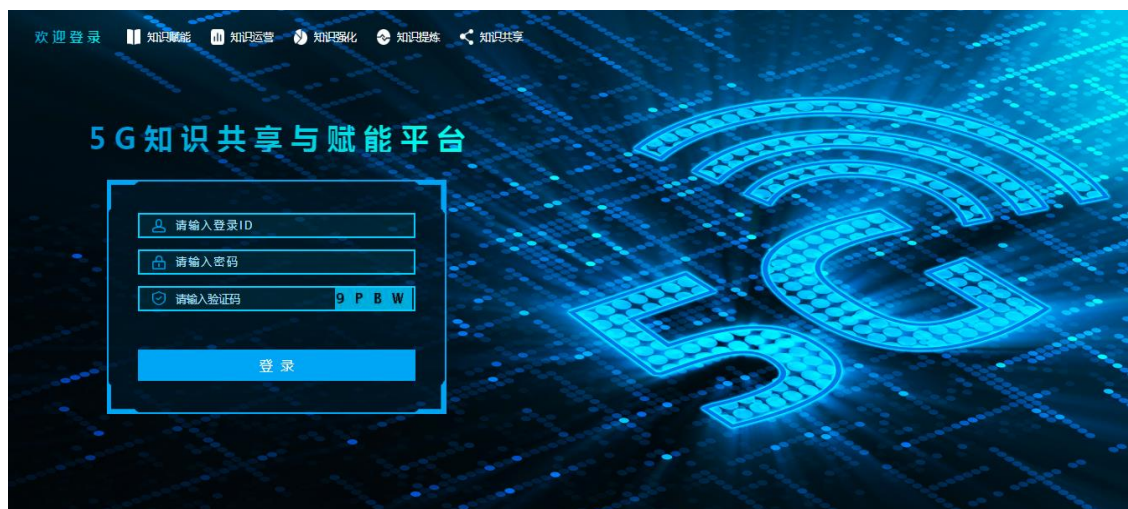 欢迎登录 知识赋能 知识运营 知识强化 知识提炼 知识共享
5G知识共享与赋能平台
请输入登录ID
请输入密码
请输入验证码 9 P B W
登录
5G